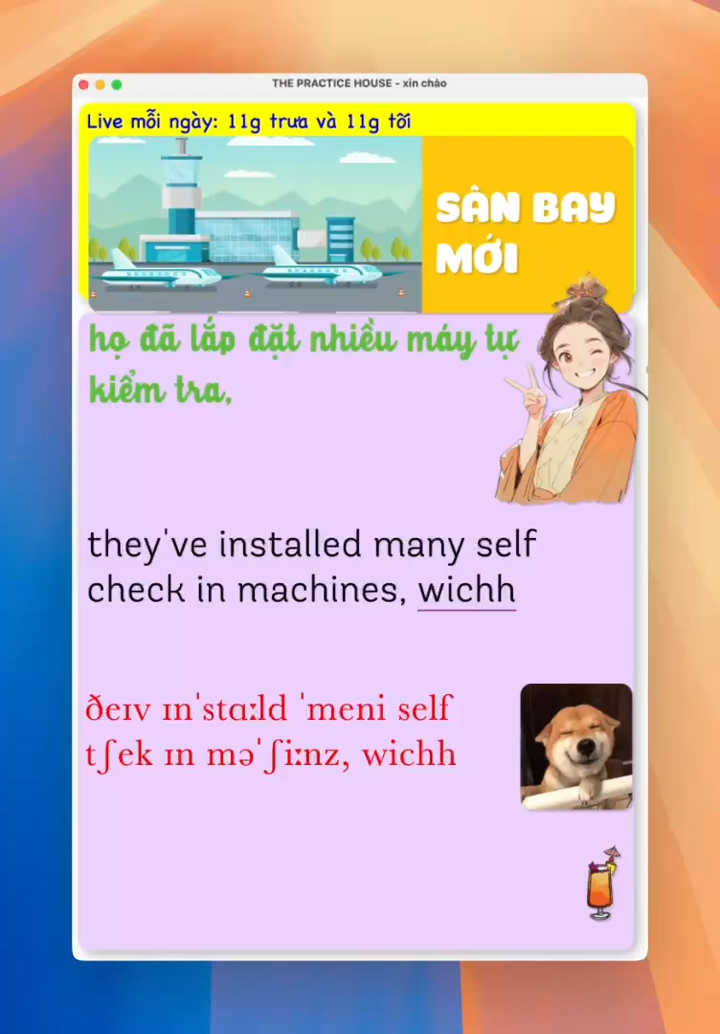 THE PRACTICE HOUSE - xin chào
Live mỗi ngày: 11g trưa và 11g tối
SÂN BAY
MỚI
họ đã lắp đặt nhiều máy tự
kiểm tra,
they've installed many self
check in machines, wichh
ðeɪv ɪnˈstɑːld ˈmeni self
tʃek ɪn məˈʃiːnz, wichh